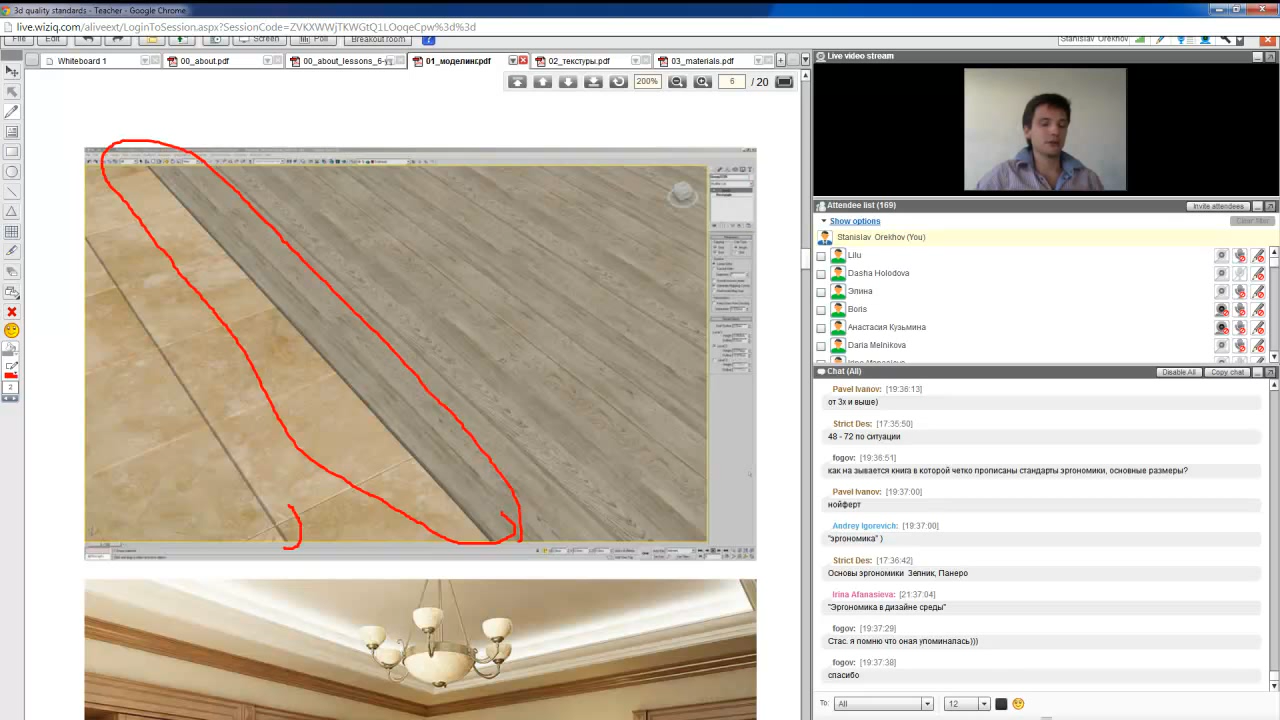 3d quality standards - Teacher - Google Chrome
live.wiziq.com/aliveext/LoginToSession.aspx?SessionCode=ZVKXWWjTKWGtQ1LOoqeCpw%3d%3d
File Edit Screen Poll Breakout Room Stanislav Orekhov
Whiteboard 1 00_about.pdf 00_about_lessons_6-ух 01_моделинг.pdf 02_текстуры.pdf 03_materials.pdf
200% 6 / 20
Live video stream
Attendee list (169) Invite attendees
Show options Clear After
Stanislav Orekhov (You)
Lilu
Dasha Holodova
Элина
Boris
Анастасия Кузьмина
Daria Melnikova
Irina Afanasieva
Chat (All) Disable All Copy chat
Pavel Ivanov: [19:36:13]
от 3х и выше)
Strict Des: [17:35:50]
48 - 72 по ситуации
fogov: [19:36:51]
как на зывается книга в которой четко прописаны стандарты эргономики, основные размеры?
Pavel Ivanov: [19:37:00]
нойферт
Andrey Igorevich: [19:37:00]
"эргономика" )
Strict Des: [17:36:42]
Основы эргономики Зелник, Панеро
Irina Afanasieva: [21:37:04]
"Эргономика в дизайне среды"
fogov: [19:37:29]
Стас. я помню что оная упоминалась)))
fogov: [19:37:38]
спасибо
To: All 12
2